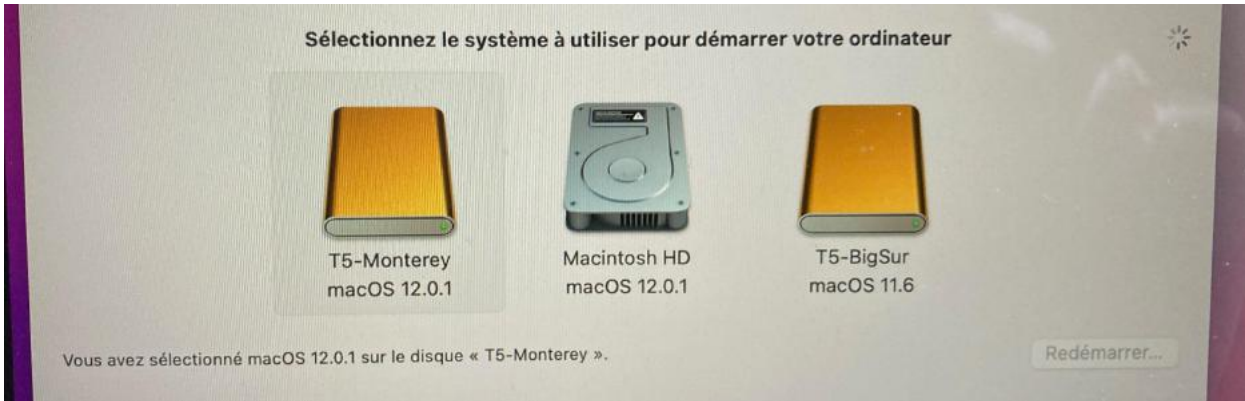 Sélectionnez le système à utiliser pour démarrer votre ordinateur
T5-Monterey
macOS 12.0.1
Macintosh HD
macOS 12.0.1
T5-BigSur
macOS 11.6
Vous avez sélectionné macOS 12.0.1 sur le disque « T5-Monterey ».
Redémarrer...